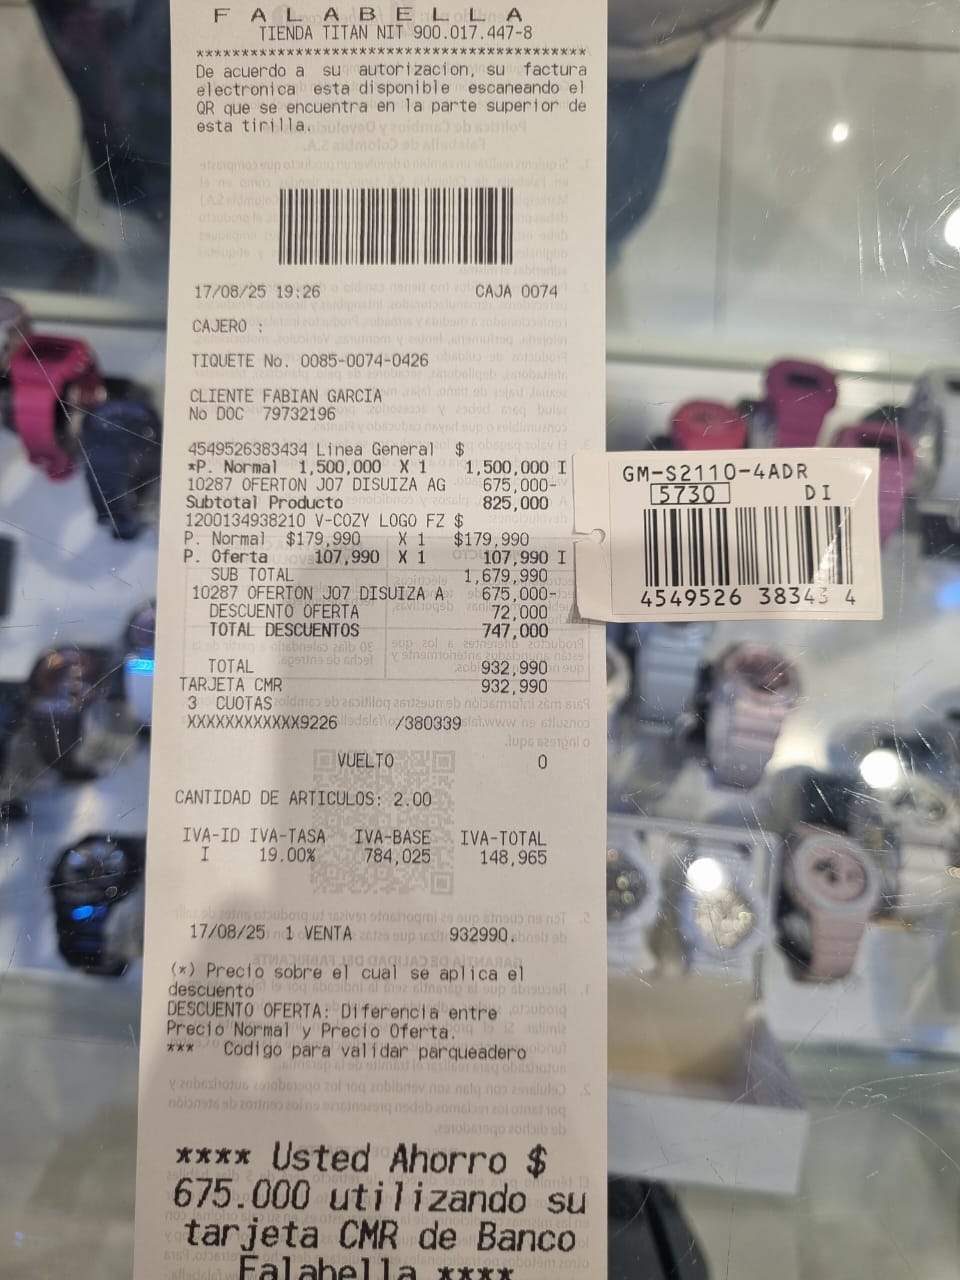 F A L A B E L L A
TIENDA TITAN NIT 900.017.447-8
******************************************
De acuerdo a su autorizacion, su factura
electronica esta disponible escaneando el
QR que se encuentra en la parte superior de
esta tirilla.
17/08/25 19:26 CAJA 0074
CAJERO :
TIQUETE No. 0085-0074-0426
CLIENTE FABIAN GARCIA
No DOC 79732196
4549526383434 Linea General $
*P. Normal 1,500,000 X 1 1,500,000 I
10287 OFERTON J07 DISUIZA AG 675,000-
Subtotal Producto 825,000
1200134938210 V-COZY LOGO FZ $
P. Normal $179,990 X 1 $179,990
P. Oferta 107,990 X 1 107,990 I
SUB TOTAL 1,679,990
10287 OFERTON J07 DISUIZA A 675,000-
DESCUENTO OFERTA 72,000
TOTAL DESCUENTOS 747,000
TOTAL 932,990
TARJETA CMR 932,990
3 CUOTAS
XXXXXXXXXXXX9226 /380339
VUELTO 0
CANTIDAD DE ARTICULOS: 2.00
IVA-ID IVA-TASA IVA-BASE IVA-TOTAL
I 19.00% 784,025 148,965
17/08/25 1 VENTA 932990.
(*) Precio sobre el cual se aplica el
descuento
DESCUENTO OFERTA: Diferencia entre
Precio Normal y Precio Oferta.
*** Codigo para validar parqueadero
**** Usted Ahorro $
675.000 utilizando su
tarjeta CMR de Banco
Falabella ****
GM-S2110-4ADR
5730 DI
4549526 38343 4